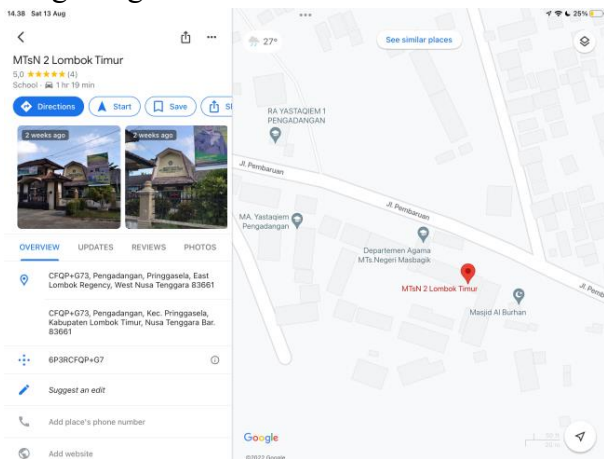 14.38 Sat 13 Aug
25%
MTsN 2 Lombok Timur
5,0 (4)
School · 1 hr 19 min
Directions
Start
Save
2 weeks ago
2 weeks ago
OVERVIEW
UPDATES
REVIEWS
PHOTOS
CFQP+G73, Pengadangan, Pringgasela, East
Lombok Regency, West Nusa Tenggara 83661
CFQP+G73, Pengadangan, Kec. Pringgasela,
Kabupaten Lombok Timur, Nusa Tenggara Bar.
83661
6P3RCFQP+G7
Suggest an edit
Add place's phone number
Add website
27°
See similar places
RA YASTAQIEM 1
PENGADANGAN
Jl. Pembaruan
Jl. Pembaruan
MA. Yastaqiem
Pengadangan
Departemen Agama
MTs.Negeri Masbagik
MTsN 2 Lombok Timur
Masjid Al Burhan
Google
©2022 Google